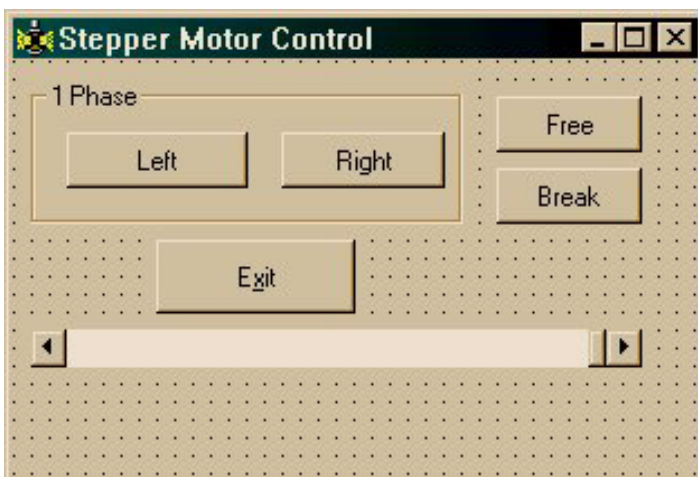 Stepper Motor Control
1 Phase
Left
Right
Free
Break
Exit